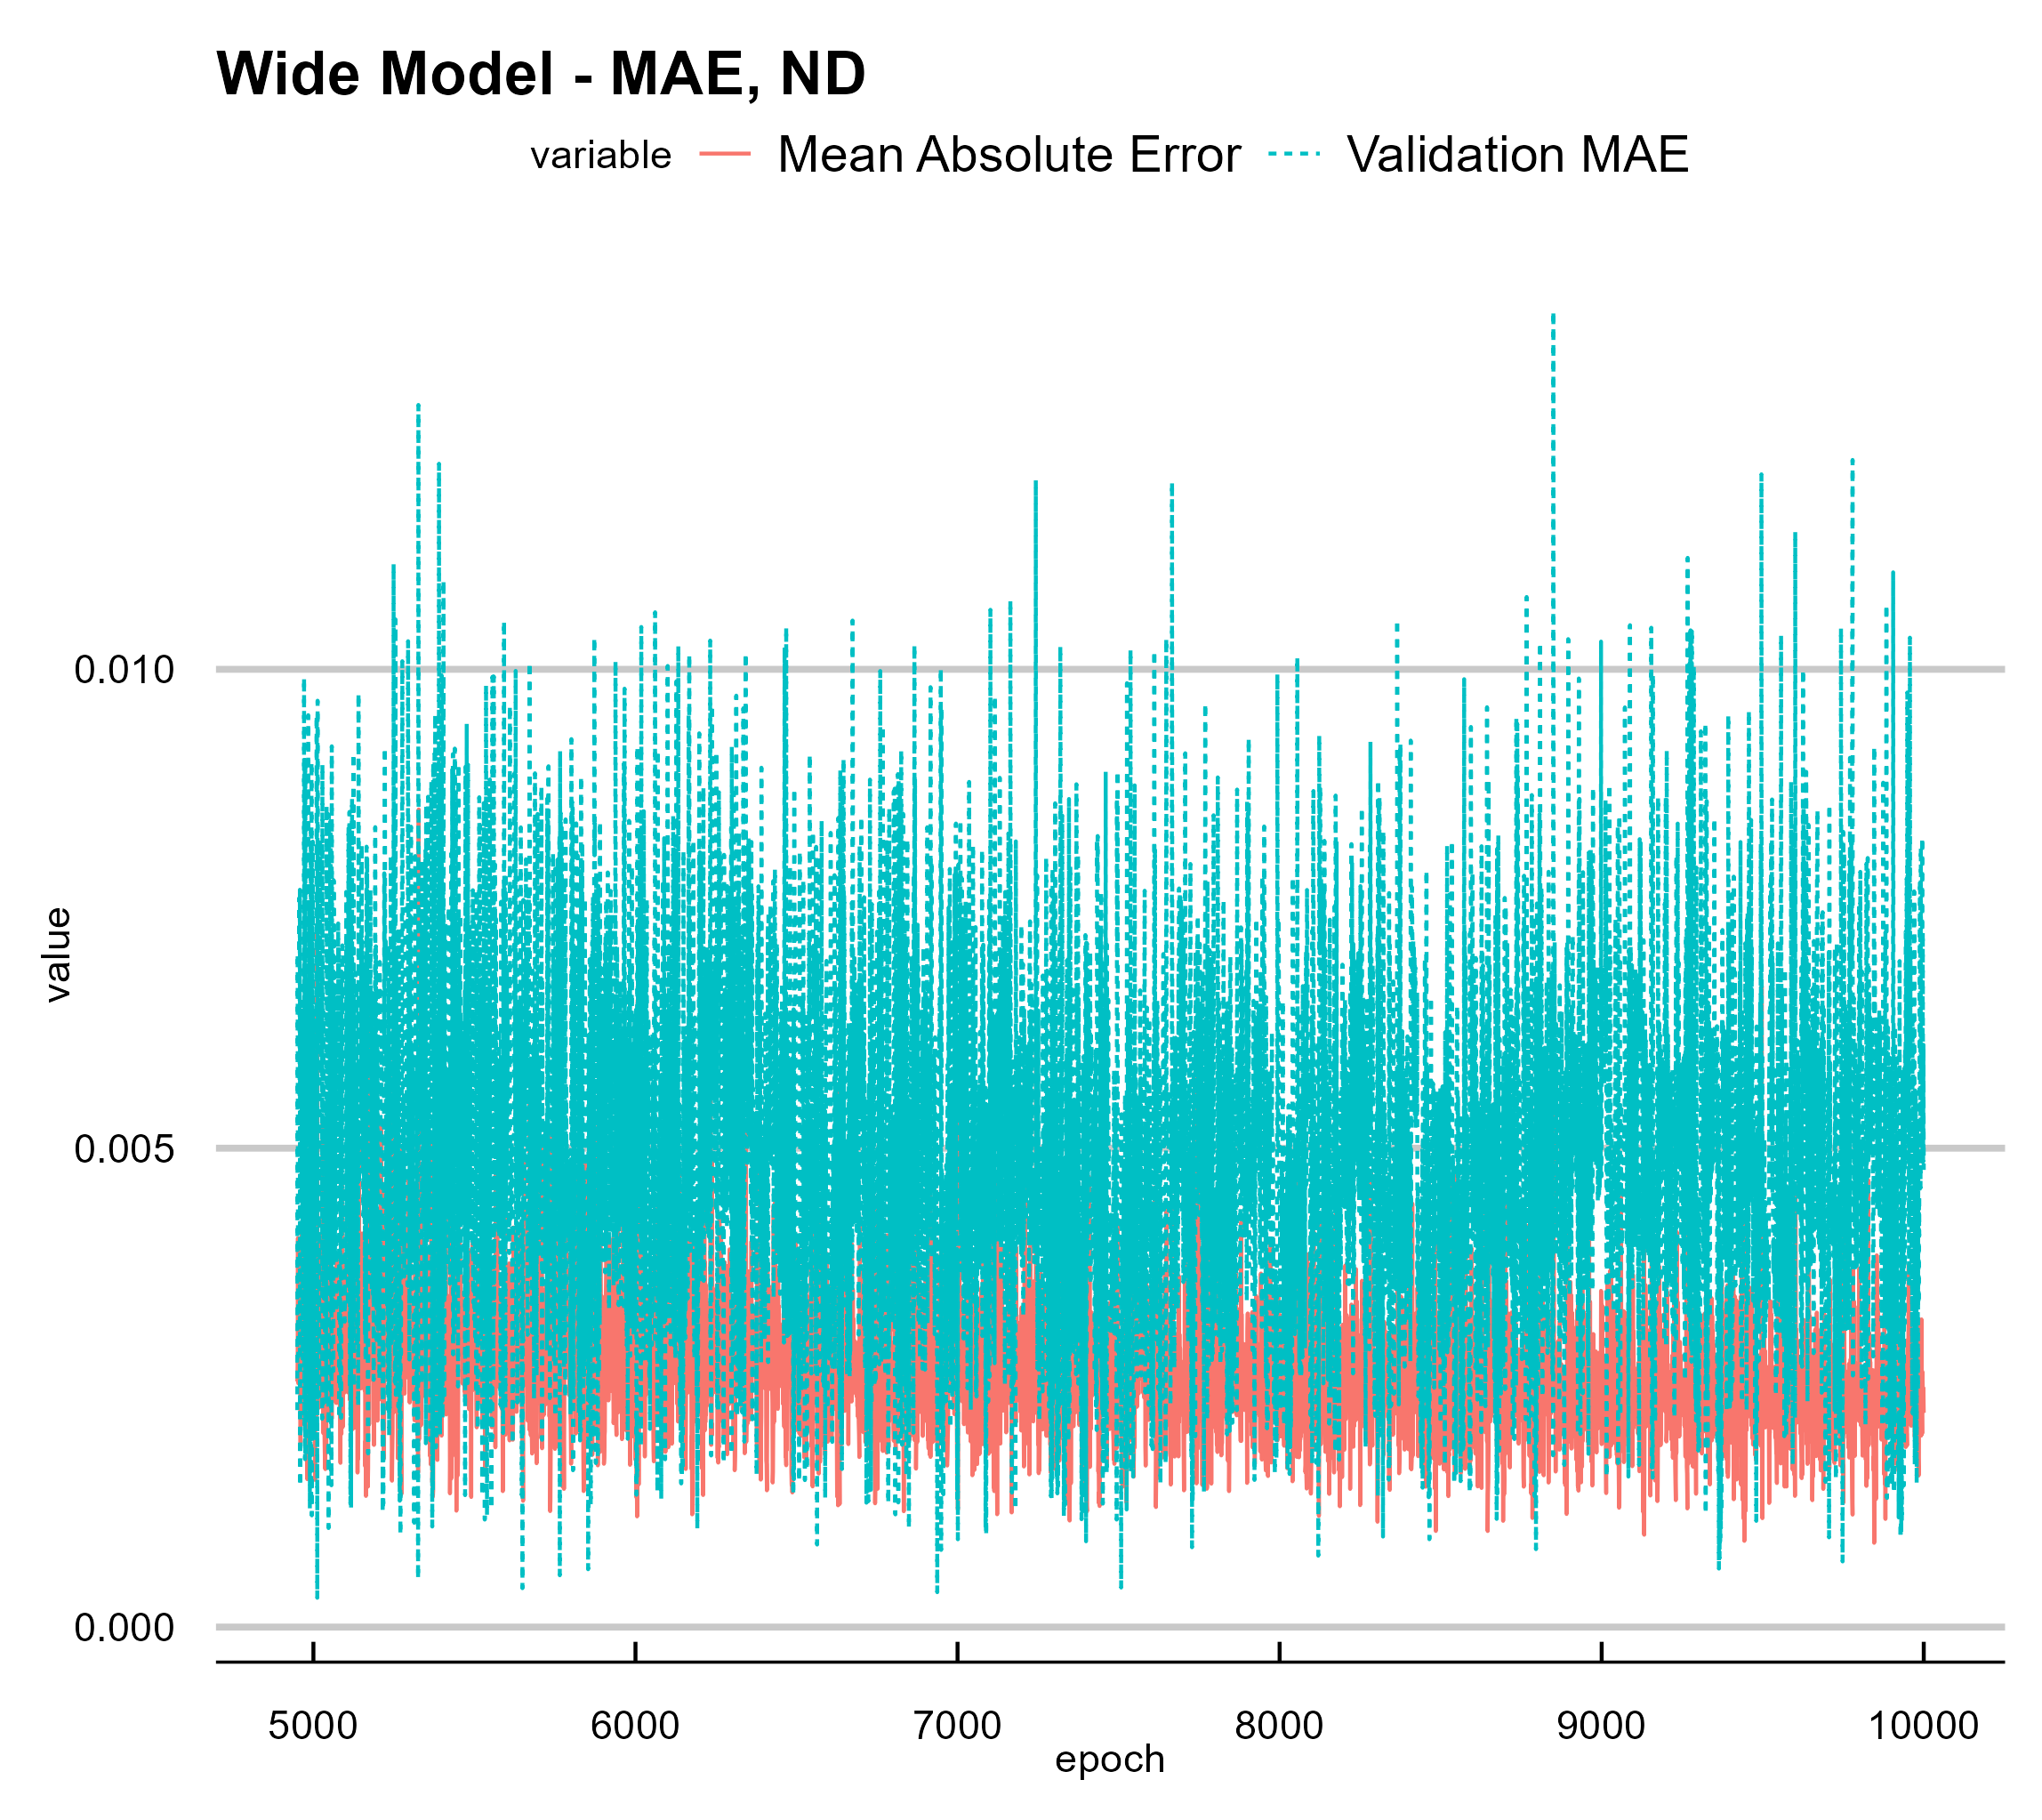 Wide Model - MAE, ND
variable Mean Absolute Error Validation MAE
0.010
value
0.005
0.000
5000 6000 7000 8000 9000 10000
epoch